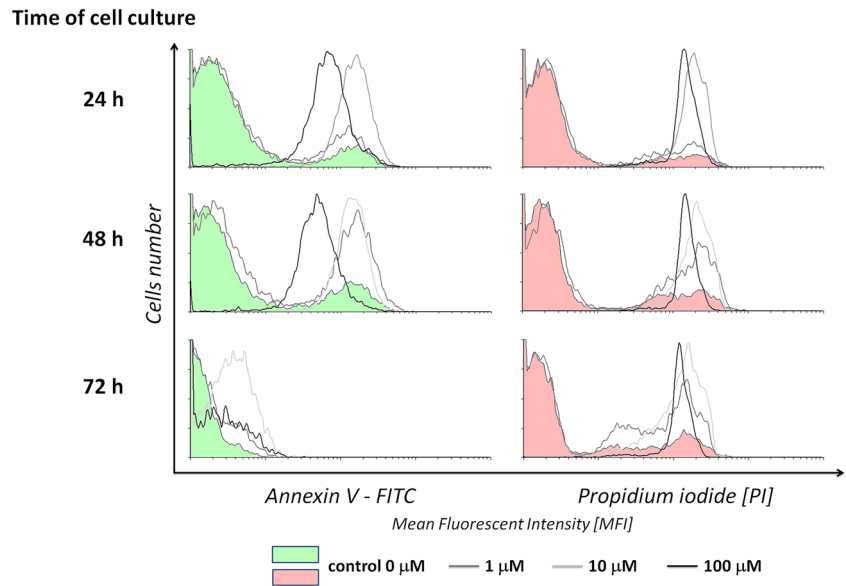 Time of cell culture
24 h
48 h
72 h
Cells number
Annexin V - FITC
Propidium iodide [PI]
Mean Fluorescent Intensity [MFI]
control 0 μM
1 μM
10 μM
100 μM